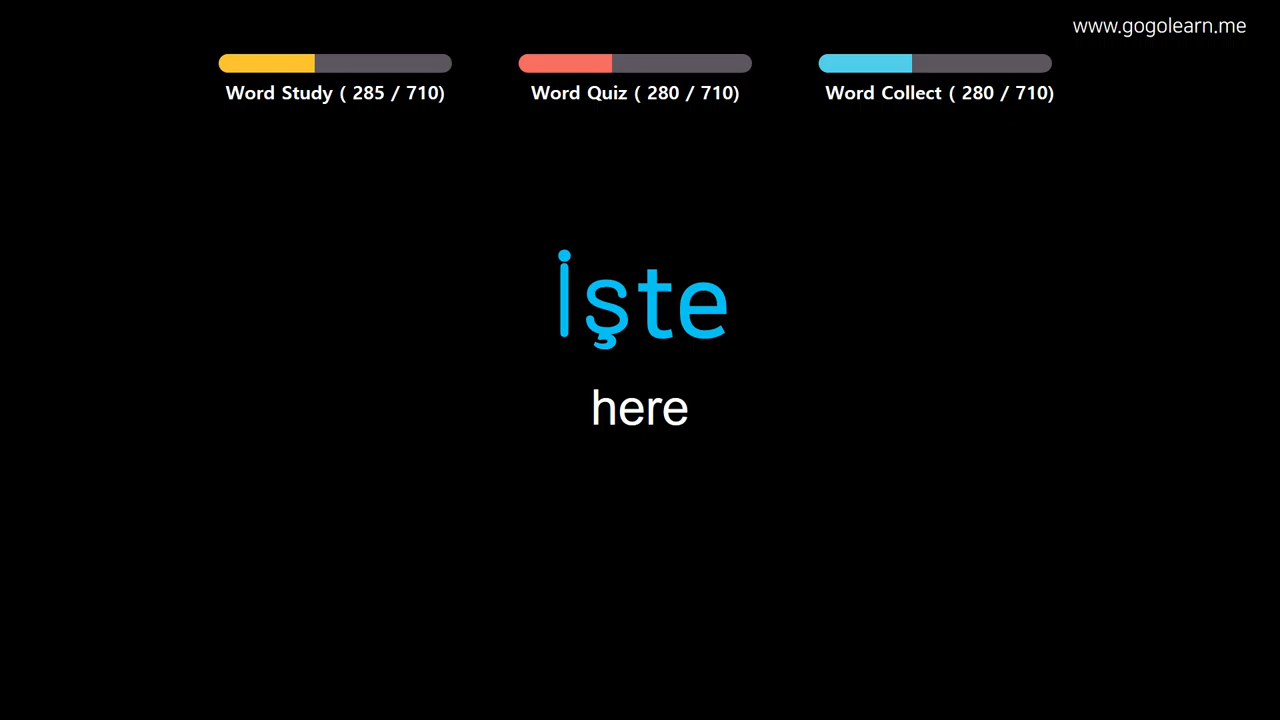 www.gogolearn.me
Word Study ( 285 / 710)
Word Quiz ( 280 / 710)
Word Collect ( 280 / 710)
İşte
here